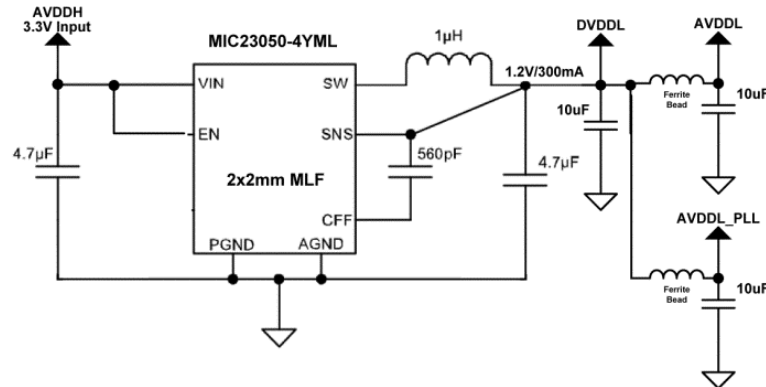 AVDDH
3.3V Input
MIC23050-4YML
1µH
DVDDL
AVDDL
VIN
SW
1.2V/300mA
Ferrite
Bead
10uF
10uF
EN
SNS
4.7µF
560pF
4.7µF
2x2mm MLF
CFF
AVDDL_PLL
PGND
AGND
Ferrite
Bead
10uF